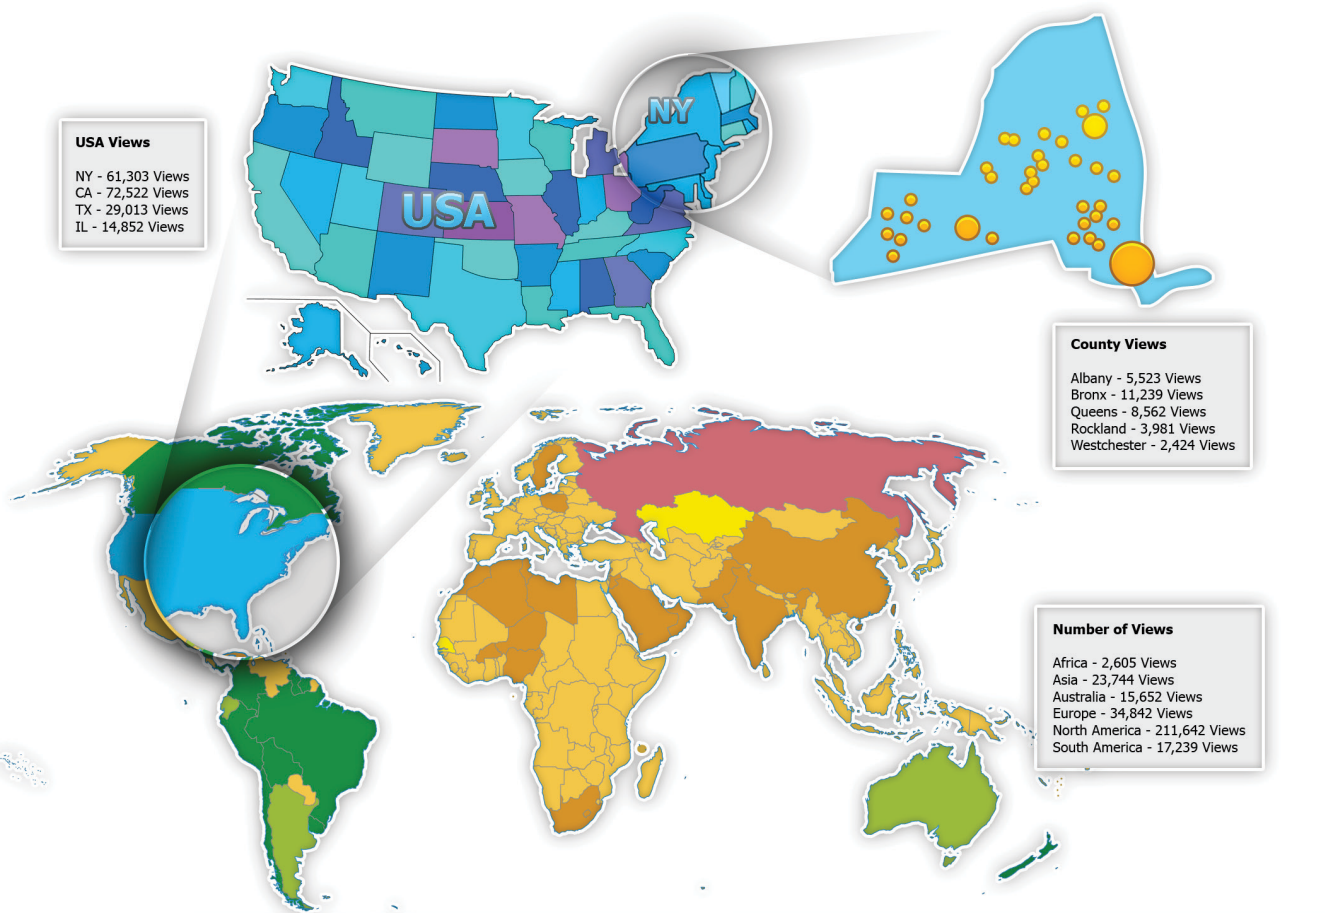 NY
USA Views
NY - 61,303 Views
CA - 72,522 Views
TX - 29,013 Views
IL - 14,852 Views
USA
County Views
Albany - 5,523 Views
Bronx - 11,239 Views
Queens - 8,562 Views
Rockland - 3,981 Views
Westchester - 2,424 Views
Number of Views
Africa - 2,605 Views
Asia - 23,744 Views
Australia - 15,652 Views
Europe - 34,842 Views
North America - 211,642 Views
South America - 17,239 Views